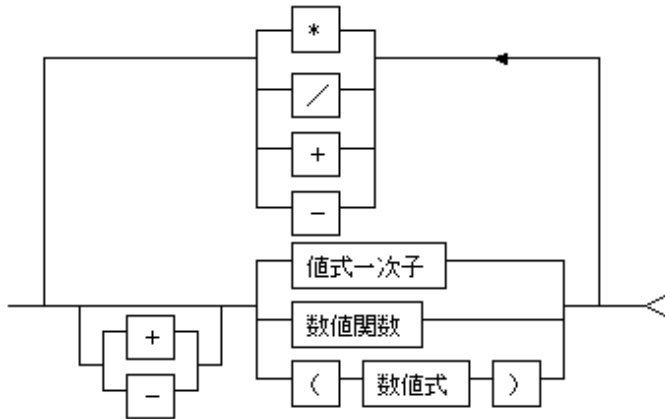 *
／
+
-
値式一次子
数値関数
+
-
( 数値式 )